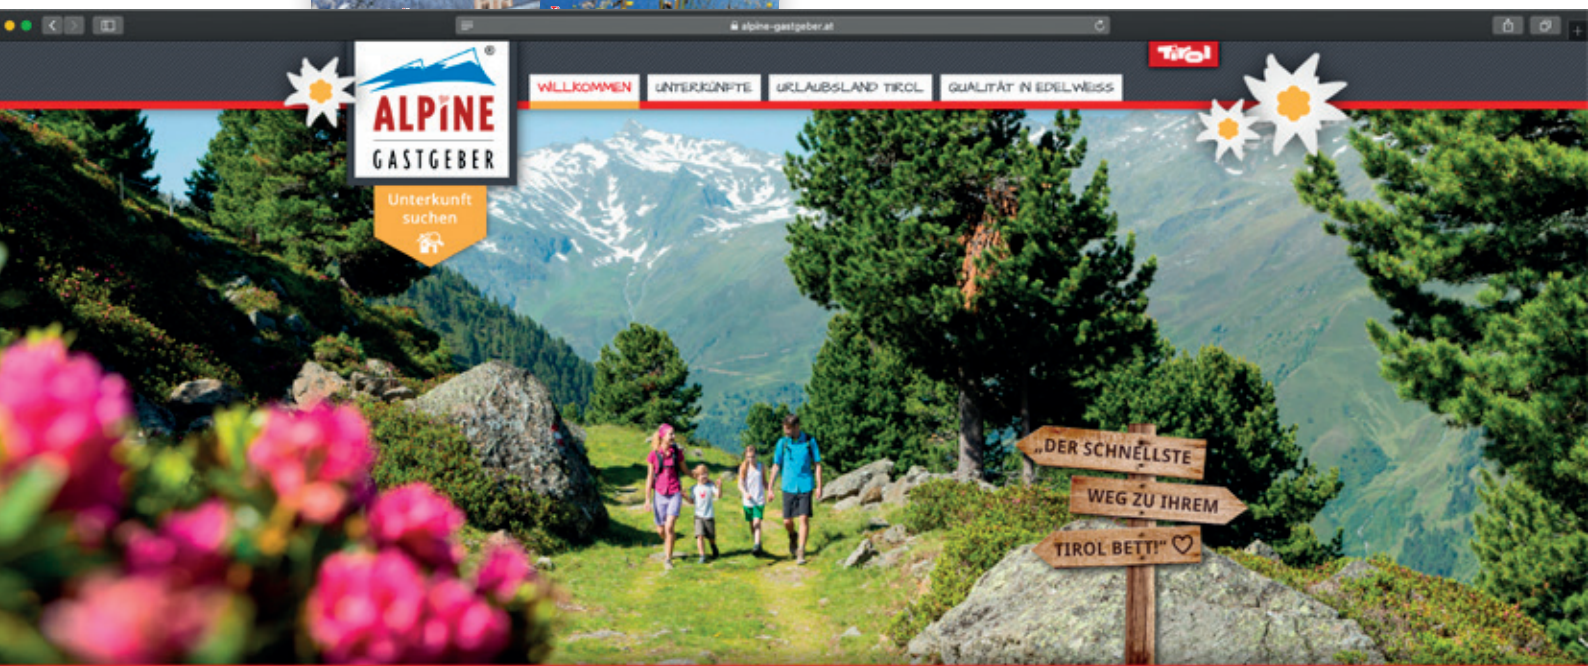 alpine-gastgeber.at
Tirol
WILLKOMMEN
UNTERKÜNFTE
URLAUBSLAND TIROL
QUALITÄT IN EDELWEISS
®
ALPINE
GASTGEBER
Unterkunft
suchen
„DER SCHNELLSTE
WEG ZU IHREM
TIROL BETT!“ ♡